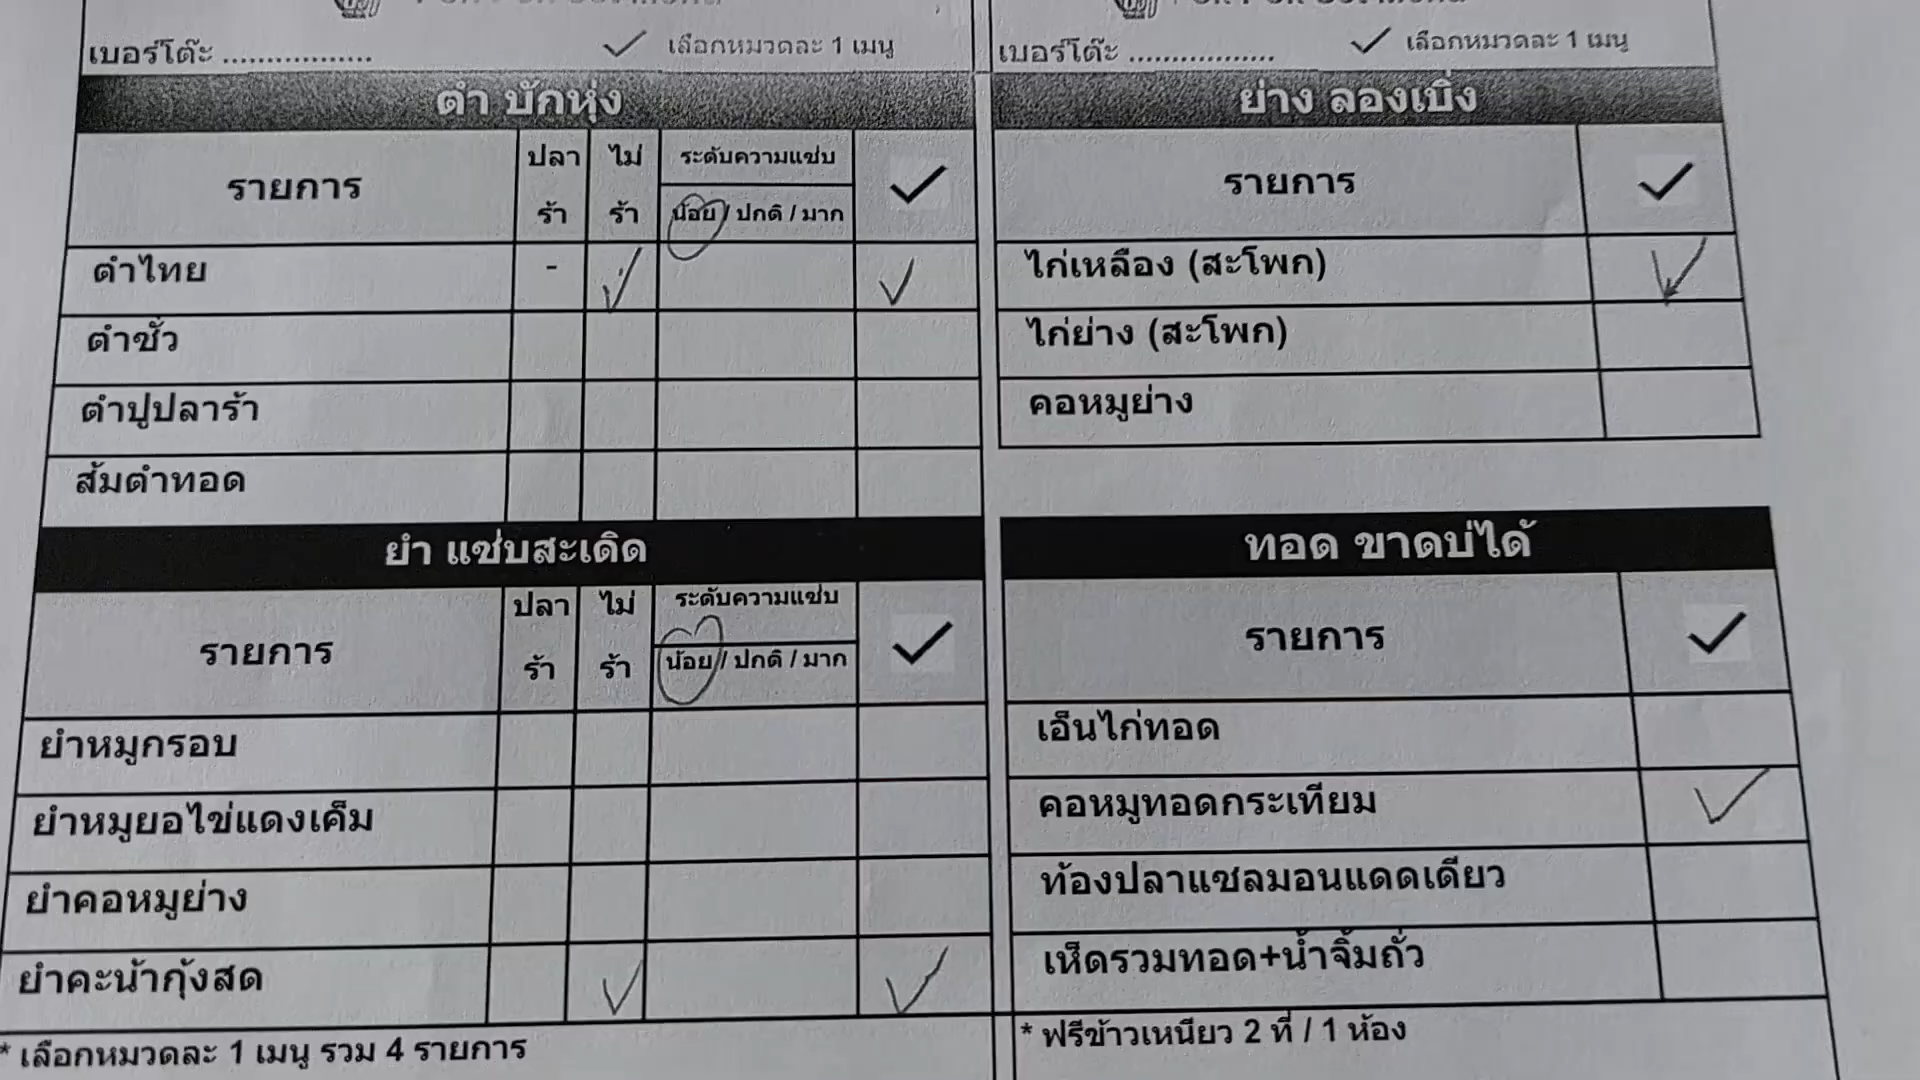 เบอร์โต๊ะ ................. ✓ เลือกหมวดละ 1 เมนู
ตำ บักหุ่ง
รายการ ปลาร้า ไม่ร้า ระดับความแซ่บ ✓
น้อย / ปกติ / มาก
ตำไทย - ✓ ✓
ตำซั่ว
ตำปูปลาร้า
ส้มตำทอด
ยำ แซ่บสะเดิด
รายการ ปลาร้า ไม่ร้า ระดับความแซ่บ ✓
น้อย / ปกติ / มาก
ยำหมูกรอบ
ยำหมูยอไข่แดงเค็ม
ยำคอหมูย่าง
ยำคะน้ากุ้งสด ✓ ✓
* เลือกหมวดละ 1 เมนู รวม 4 รายการ
เบอร์โต๊ะ ................. ✓ เลือกหมวดละ 1 เมนู
ย่าง ลองเบิ่ง
รายการ ✓
ไก่เหลือง (สะโพก) ✓
ไก่ย่าง (สะโพก)
คอหมูย่าง
ทอด ขาดบ่ได้
รายการ ✓
เอ็นไก่ทอด
คอหมูทอดกระเทียม ✓
ท้องปลาแซลมอนแดดเดียว
เห็ดรวมทอด+น้ำจิ้มถั่ว
* ฟรีข้าวเหนียว 2 ที่ / 1 ห้อง